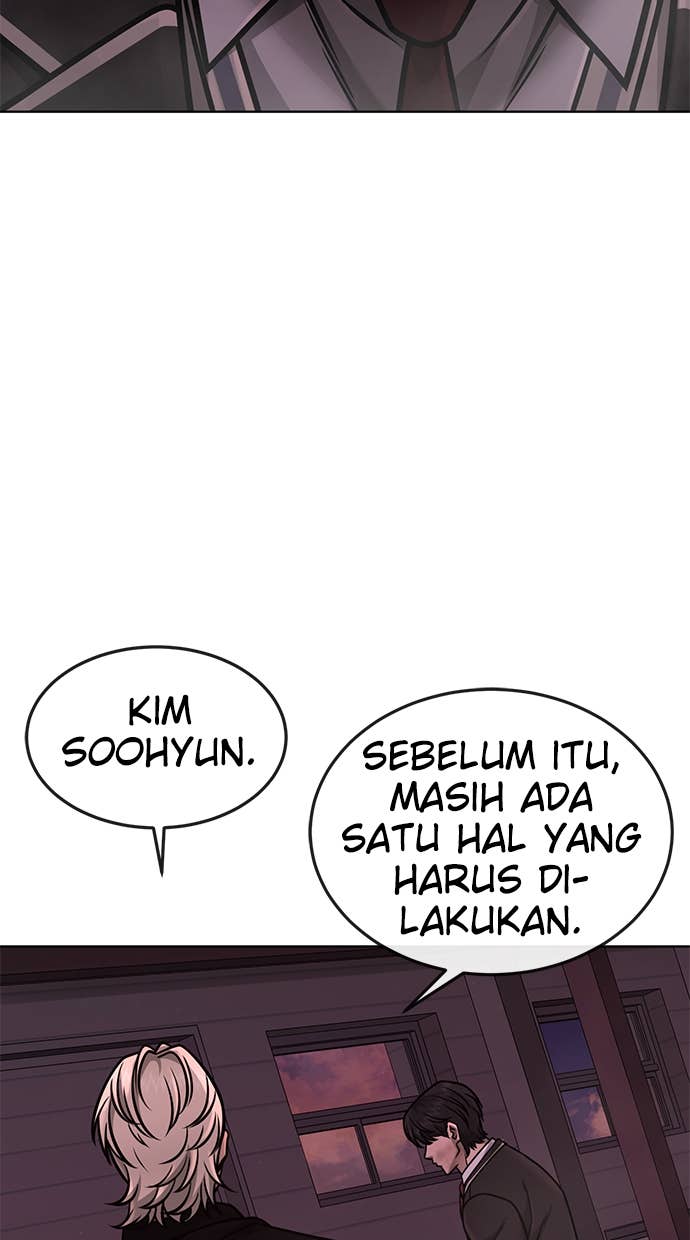 KIM
SOOHYUN.
SEBELUM ITU,
MASIH ADA
SATU HAL YANG
HARUS DI-
LAKUKAN.